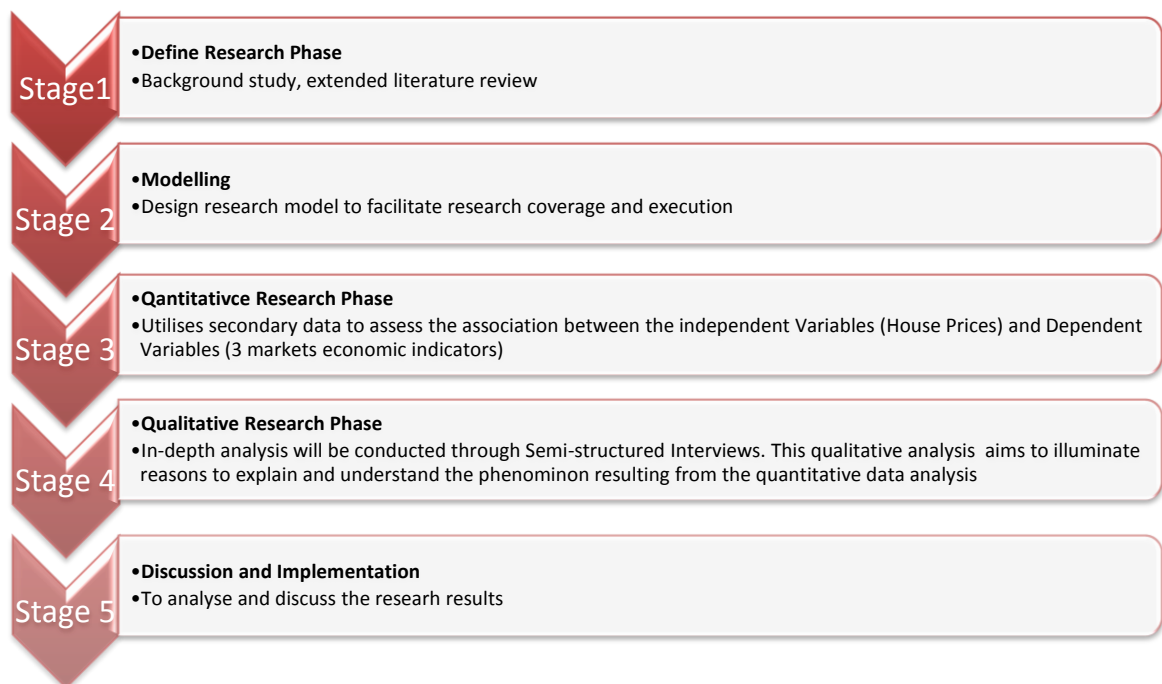 Stage1
•Define Research Phase
•Background study, extended literature review
Stage 2
•Modelling
•Design research model to facilitate research coverage and execution
Stage 3
•Qantitativce Research Phase
•Utilises secondary data to assess the association between the independent Variables (House Prices) and Dependent
Variables (3 markets economic indicators)
Stage 4
•Qualitative Research Phase
•In-depth analysis will be conducted through Semi-structured Interviews. This qualitative analysis aims to illuminate
reasons to explain and understand the phenominon resulting from the quantitative data analysis
Stage 5
•Discussion and Implementation
•To analyse and discuss the researh results